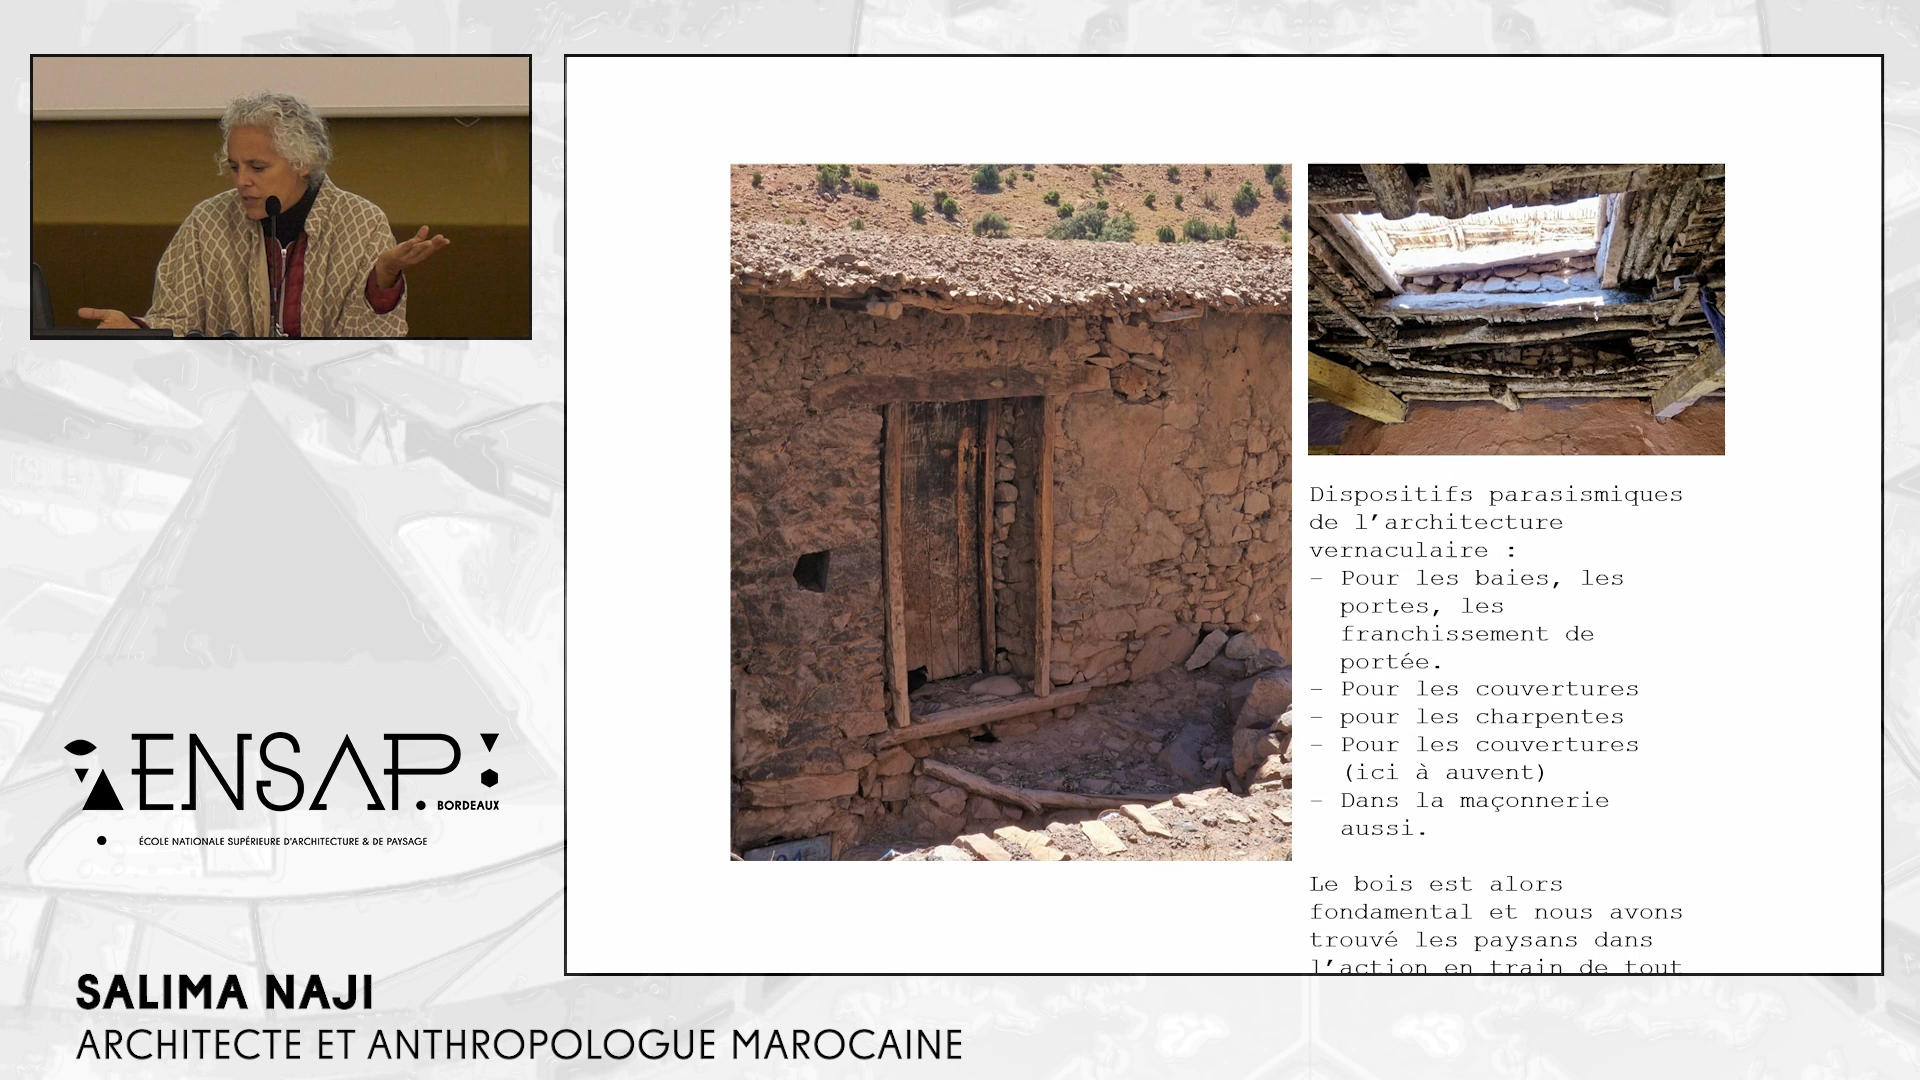 ENSAP.
BORDEAUX
ÉCOLE NATIONALE SUPÉRIEURE D'ARCHITECTURE & DE PAYSAGE
SALIMA NAJI
ARCHITECTE ET ANTHROPOLOGUE MAROCAINE
Dispositifs parasismiques
de l’architecture
vernaculaire :
– Pour les baies, les
portes, les
franchissement de
portée.
– Pour les couvertures
– pour les charpentes
– Pour les couvertures
(ici à auvent)
– Dans la maçonnerie
aussi.
Le bois est alors
fondamental et nous avons
trouvé les paysans dans
l’action en train de tout